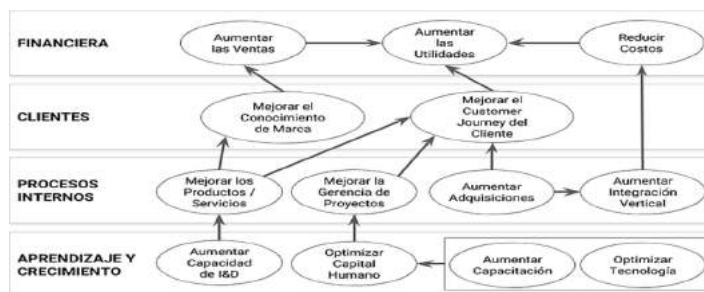 FINANCIERA
Aumentar
las Ventas
Aumentar
las
Utilidades
Reducir
Costos
CLIENTES
Mejorar el
Conocimiento
de Marca
Mejorar el
Customer
Journey del
Cliente
PROCESOS
INTERNOS
Mejorar los
Productos /
Servicios
Mejorar la
Gerencia de
Proyectos
Aumentar
Adquisiciones
Aumentar
Integración
Vertical
APRENDIZAJE Y
CRECIMIENTO
Aumentar
Capacidad
de I&D
Optimizar
Capital
Humano
Aumentar
Capacitación
Optimizar
Tecnología